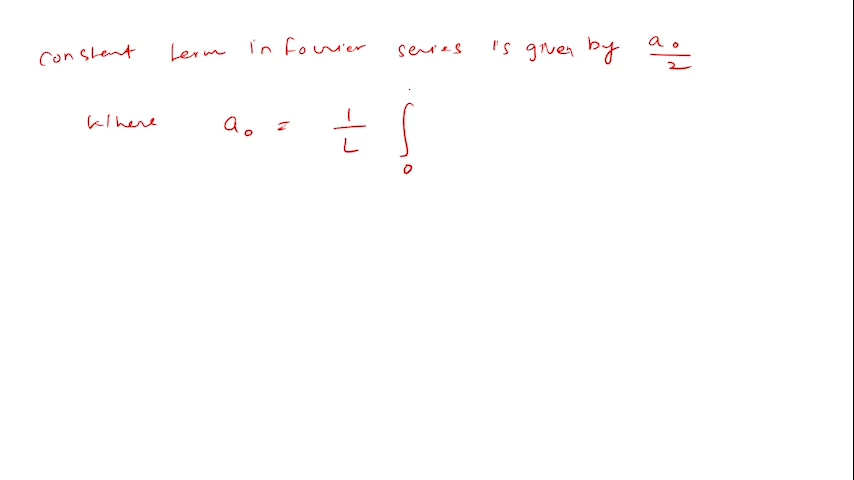 constant term in fourier series is given by a₀/2
where a₀ = 1/L ∫₀